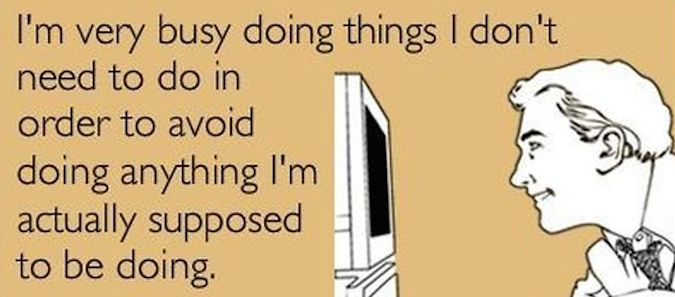 I'm very busy doing things I don't
need to do in
order to avoid
doing anything I'm
actually supposed
to be doing.